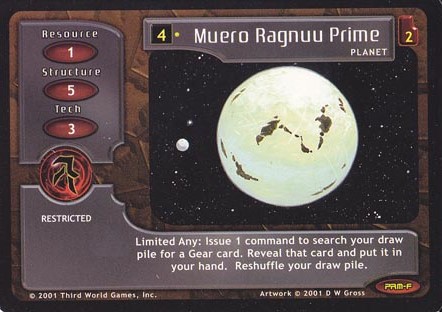 Resource
1
Structure
5
Tech
3
RESTRICTED
4
Muero Ragnuu Prime
PLANET
2
Limited Any: Issue 1 command to search your draw
pile for a Gear card. Reveal that card and put it in
your hand. Reshuffle your draw pile.
PRM-F
© 2001 Third World Games, Inc.
Artwork © 2001 D W Gross